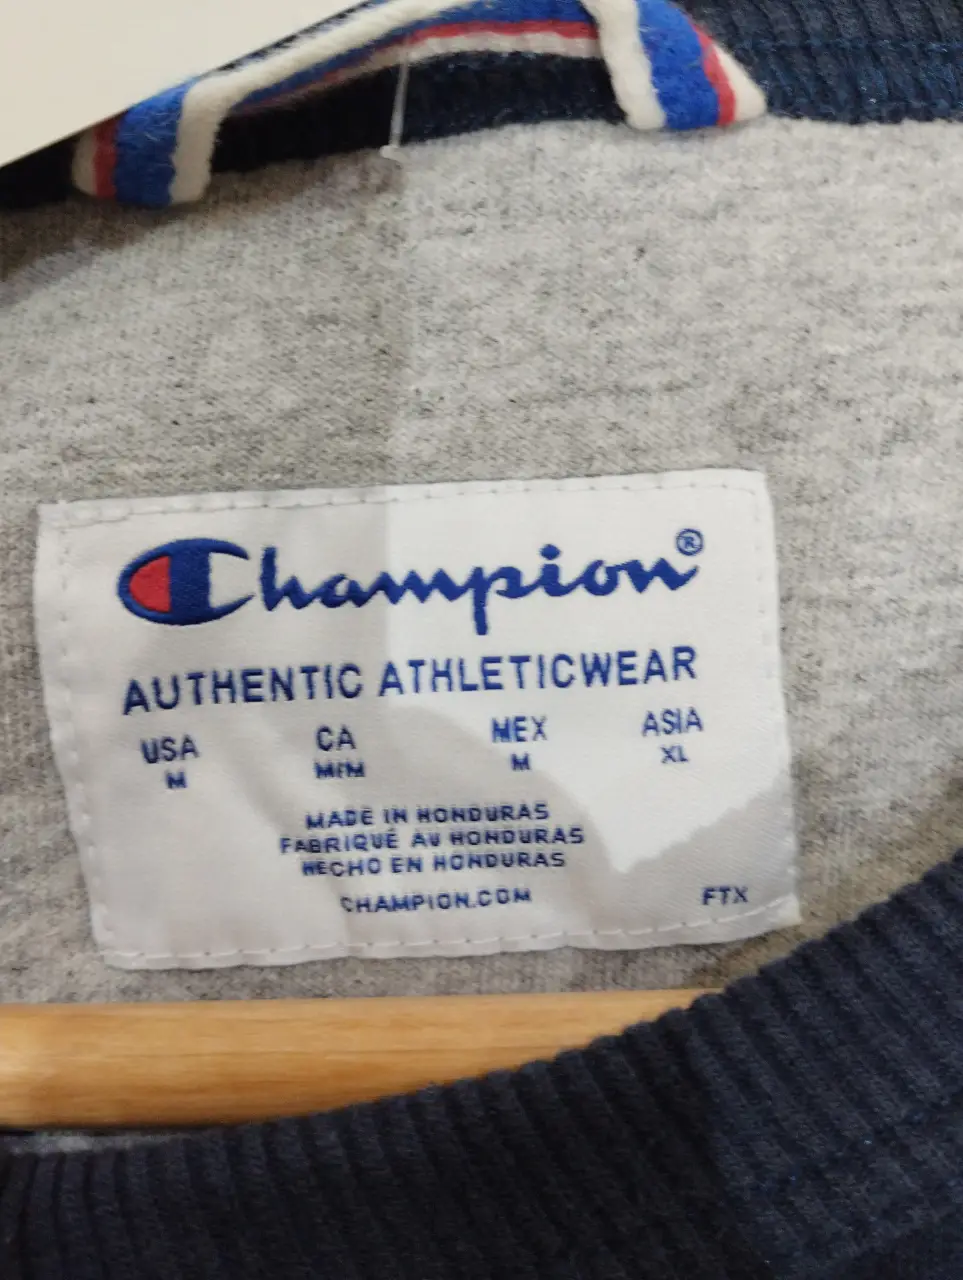 Champion®
AUTHENTIC ATHLETICWEAR
USA CA MEX ASIA
M M/M M XL
MADE IN HONDURAS
FABRIQUÉ AU HONDURAS
HECHO EN HONDURAS
CHAMPION.COM FTX